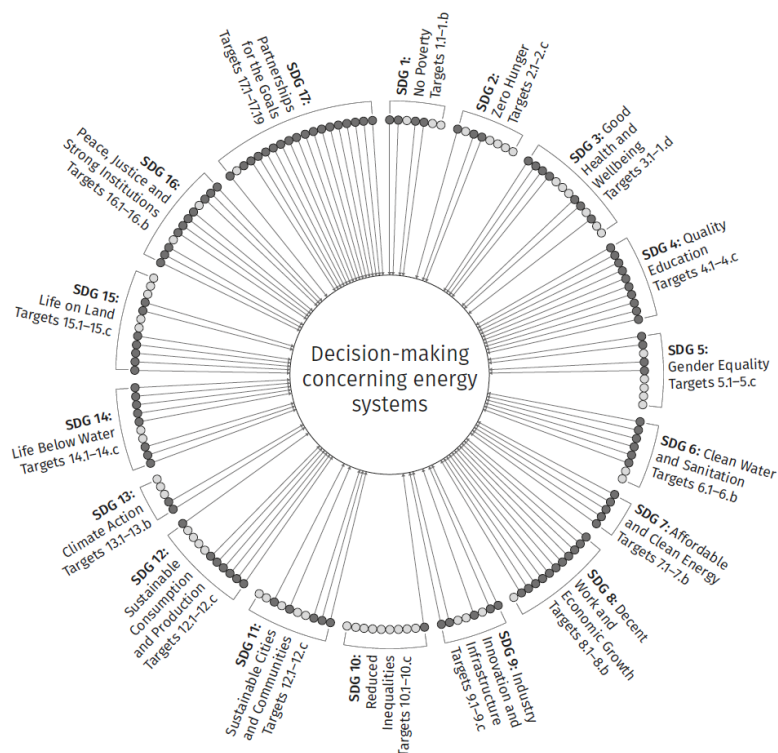 Decision-making
concerning energy
systems
SDG 1:
No Poverty
Targets 1.1–1.b
SDG 2:
Zero Hunger
Targets 2.1–2.c
SDG 3: Good
Health and
Wellbeing
Targets 3.1–1.d
SDG 4: Quality
Education
Targets 4.1–4.c
SDG 5:
Gender Equality
Targets 5.1–5.c
SDG 6: Clean Water
and Sanitation
Targets 6.1–6.b
SDG 7: Affordable
and Clean Energy
Targets 7.1–7.b
SDG 8: Decent
Work and
Economic Growth
Targets 8.1–8.b
SDG 9: Industry
Innovation and
Infrastructure
Targets 9.1–9.c
SDG 10:
Reduced
Inequalities
Targets 10.1–10.c
SDG 11:
Sustainable Cities
and Communities
Targets 12.1–12.c
SDG 12:
Sustainable
Consumption
and Production
Targets 12.1–12.c
SDG 13:
Climate Action
Targets 13.1–13.b
SDG 14:
Life Below Water
Targets 14.1–14.c
SDG 15:
Life on Land
Targets 15.1–15.c
SDG 16:
Peace, Justice and
Strong Institutions
Targets 16.1–16.b
SDG 17:
Partnerships
for the Goals
Targets 17.1–17.19